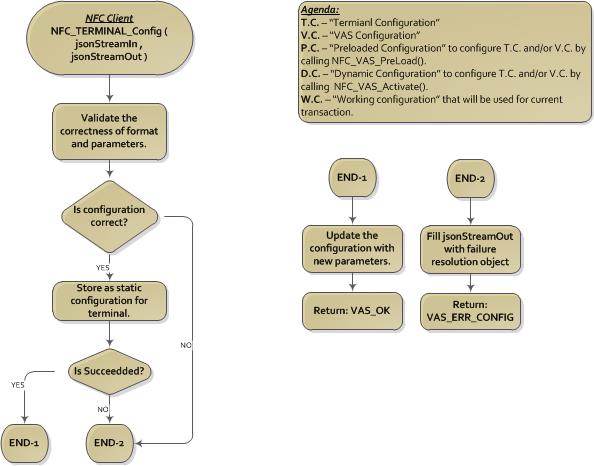 NFC Client
NFC_TERMINAL_Config (
jsonStreamIn ,
jsonStreamOut )
Validate the
correctness of format
and parameters.
Is configuration
correct?
YES
Store as static
configuration for
terminal.
NO
Is Succeedded?
YES
NO
END-1
END-2
Agenda:
T.C. – “Termianl Configuration”
V.C. – “VAS Configuration”
P.C. – “Preloaded Configuration” to configure T.C. and/or V.C. by
calling NFC_VAS_PreLoad().
D.C. – “Dynamic Configuration” to configure T.C. and/or V.C. by
calling NFC_VAS_Activate().
W.C. – “Working configuration” that will be used for current
transaction.
END-1
Update the
configuration with
new parameters.
Return: VAS_OK
END-2
Fill jsonStreamOut
with failure
resolution object
Return:
VAS_ERR_CONFIG